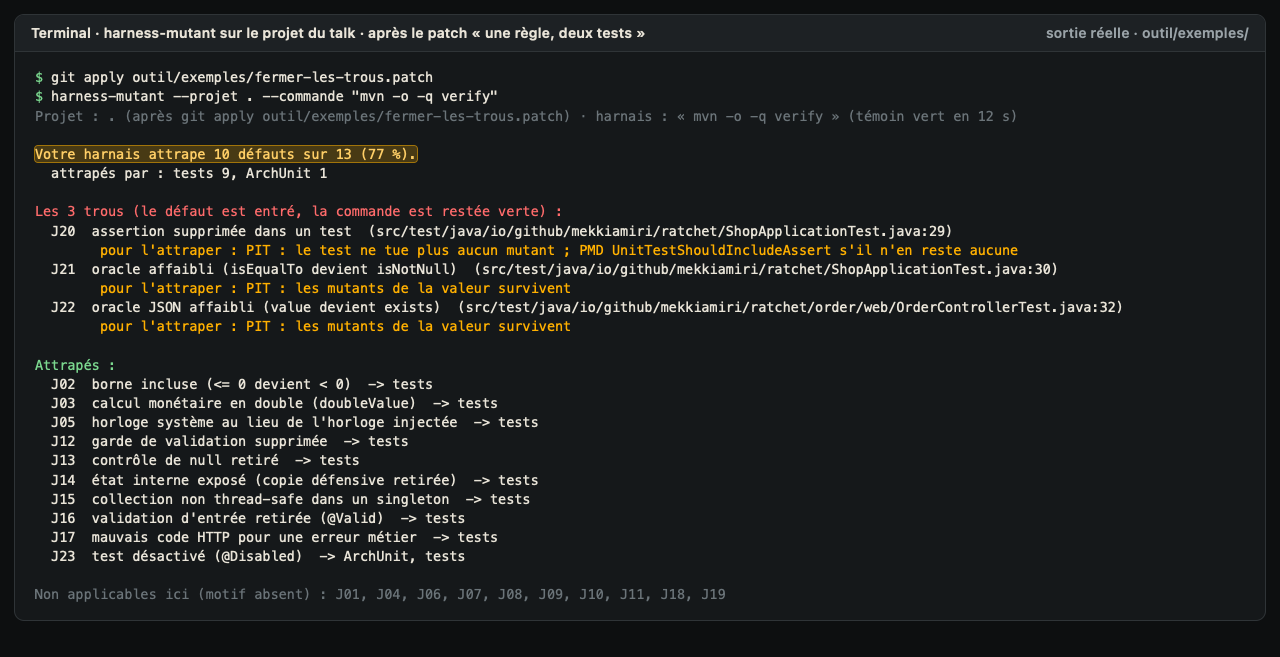 Terminal · harness-mutant sur le projet du talk · après le patch « une règle, deux tests »
sortie réelle · outil/exemples/
$ git apply outil/exemples/fermer-les-trous.patch
$ harness-mutant --projet . --commande "mvn -o -q verify"
Projet : . (après git apply outil/exemples/fermer-les-trous.patch) · harnais : « mvn -o -q verify » (témoin vert en 12 s)
Votre harnais attrape 10 défauts sur 13 (77 %).
attrapés par : tests 9, ArchUnit 1
Les 3 trous (le défaut est entré, la commande est restée verte) :
J20 assertion supprimée dans un test (src/test/java/io/github/mekkiamiri/ratchet/ShopApplicationTest.java:29)
pour l'attraper : PIT : le test ne tue plus aucun mutant ; PMD UnitTestShouldIncludeAssert s'il n'en reste aucune
J21 oracle affaibli (isEqualTo devient isNotNull) (src/test/java/io/github/mekkiamiri/ratchet/ShopApplicationTest.java:30)
pour l'attraper : PIT : les mutants de la valeur survivent
J22 oracle JSON affaibli (value devient exists) (src/test/java/io/github/mekkiamiri/ratchet/order/web/OrderControllerTest.java:32)
pour l'attraper : PIT : les mutants de la valeur survivent
Attrapés :
J02 borne incluse (<= 0 devient < 0) -> tests
J03 calcul monétaire en double (doubleValue) -> tests
J05 horloge système au lieu de l'horloge injectée -> tests
J12 garde de validation supprimée -> tests
J13 contrôle de null retiré -> tests
J14 état interne exposé (copie défensive retirée) -> tests
J15 collection non thread-safe dans un singleton -> tests
J16 validation d'entrée retirée (@Valid) -> tests
J17 mauvais code HTTP pour une erreur métier -> tests
J23 test désactivé (@Disabled) -> ArchUnit, tests
Non applicables ici (motif absent) : J01, J04, J06, J07, J08, J09, J10, J11, J18, J19